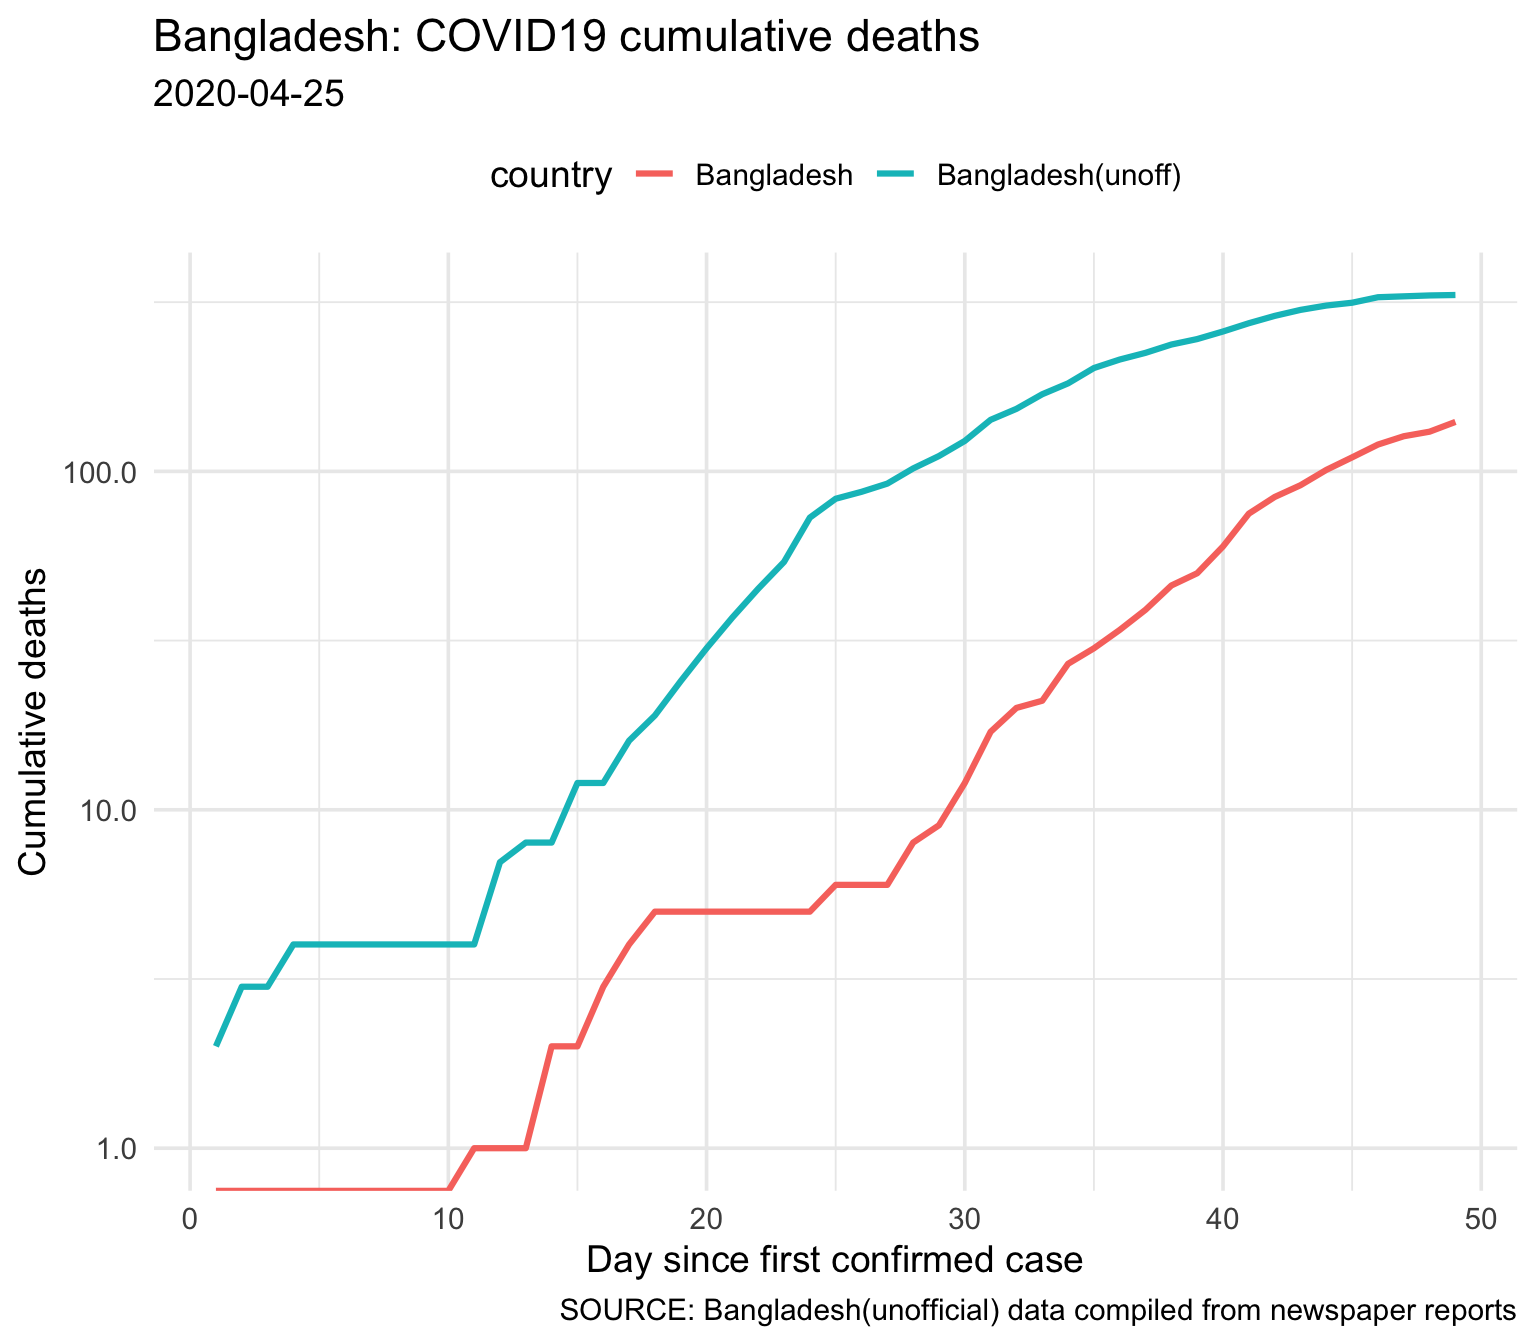 Bangladesh: COVID19 cumulative deaths
2020-04-25
country Bangladesh Bangladesh(unoff)
Cumulative deaths
100.0
10.0
1.0
0 10 20 30 40 50
Day since first confirmed case
SOURCE: Bangladesh(unofficial) data compiled from newspaper reports